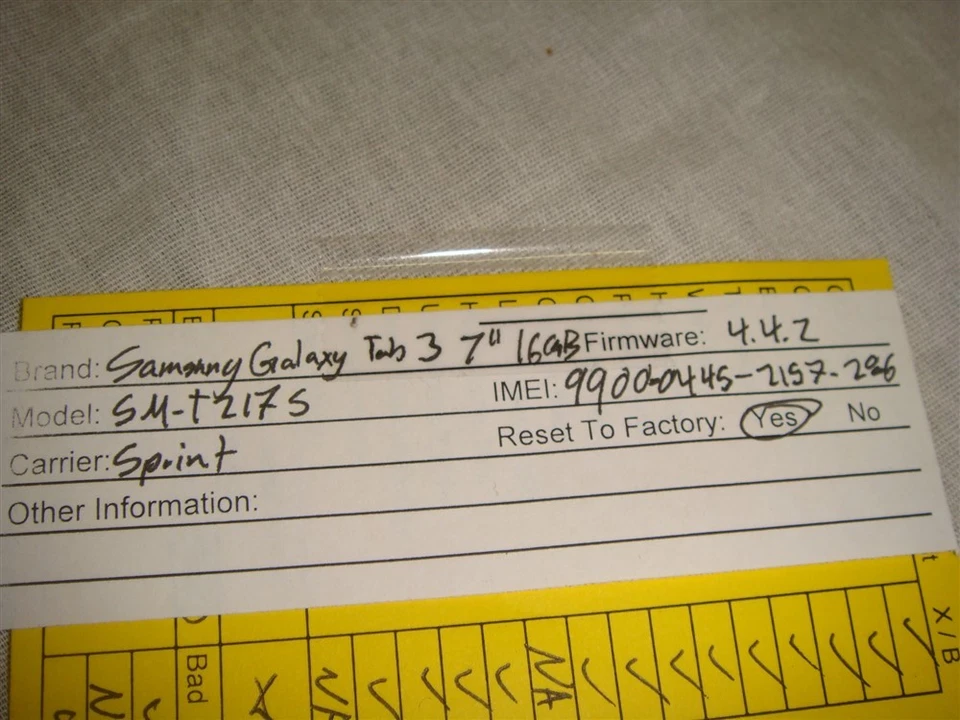 Brand: Samsung Galaxy Tab 3 7" 16GB Firmware: 4.4.2
Model: SM-T217S IMEI: 9900-0445-2157-286
Carrier: Sprint Reset To Factory: Yes No
Other Information:
X / B
Bad
N/A